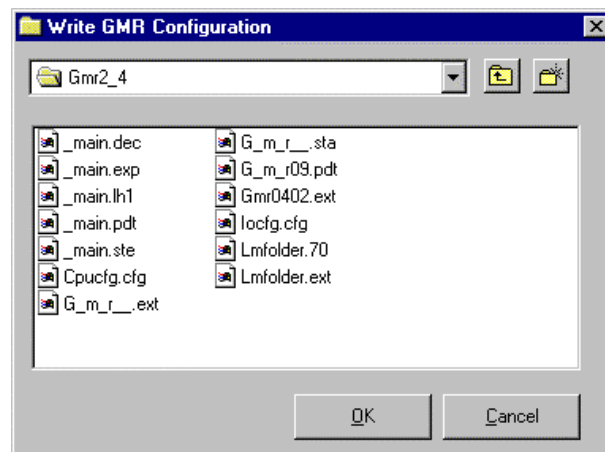 Write GMR Configuration
Gmr2_4
_main.dec
_main.exp
_main.lh1
_main.pdt
_main.ste
Cpucfg.cfg
G_m_r__.ext
G_m_r__.sta
G_m_r09.pdt
Gmr0402.ext
Iocfg.cfg
Lmfolder.70
Lmfolder.ext
OK
Cancel